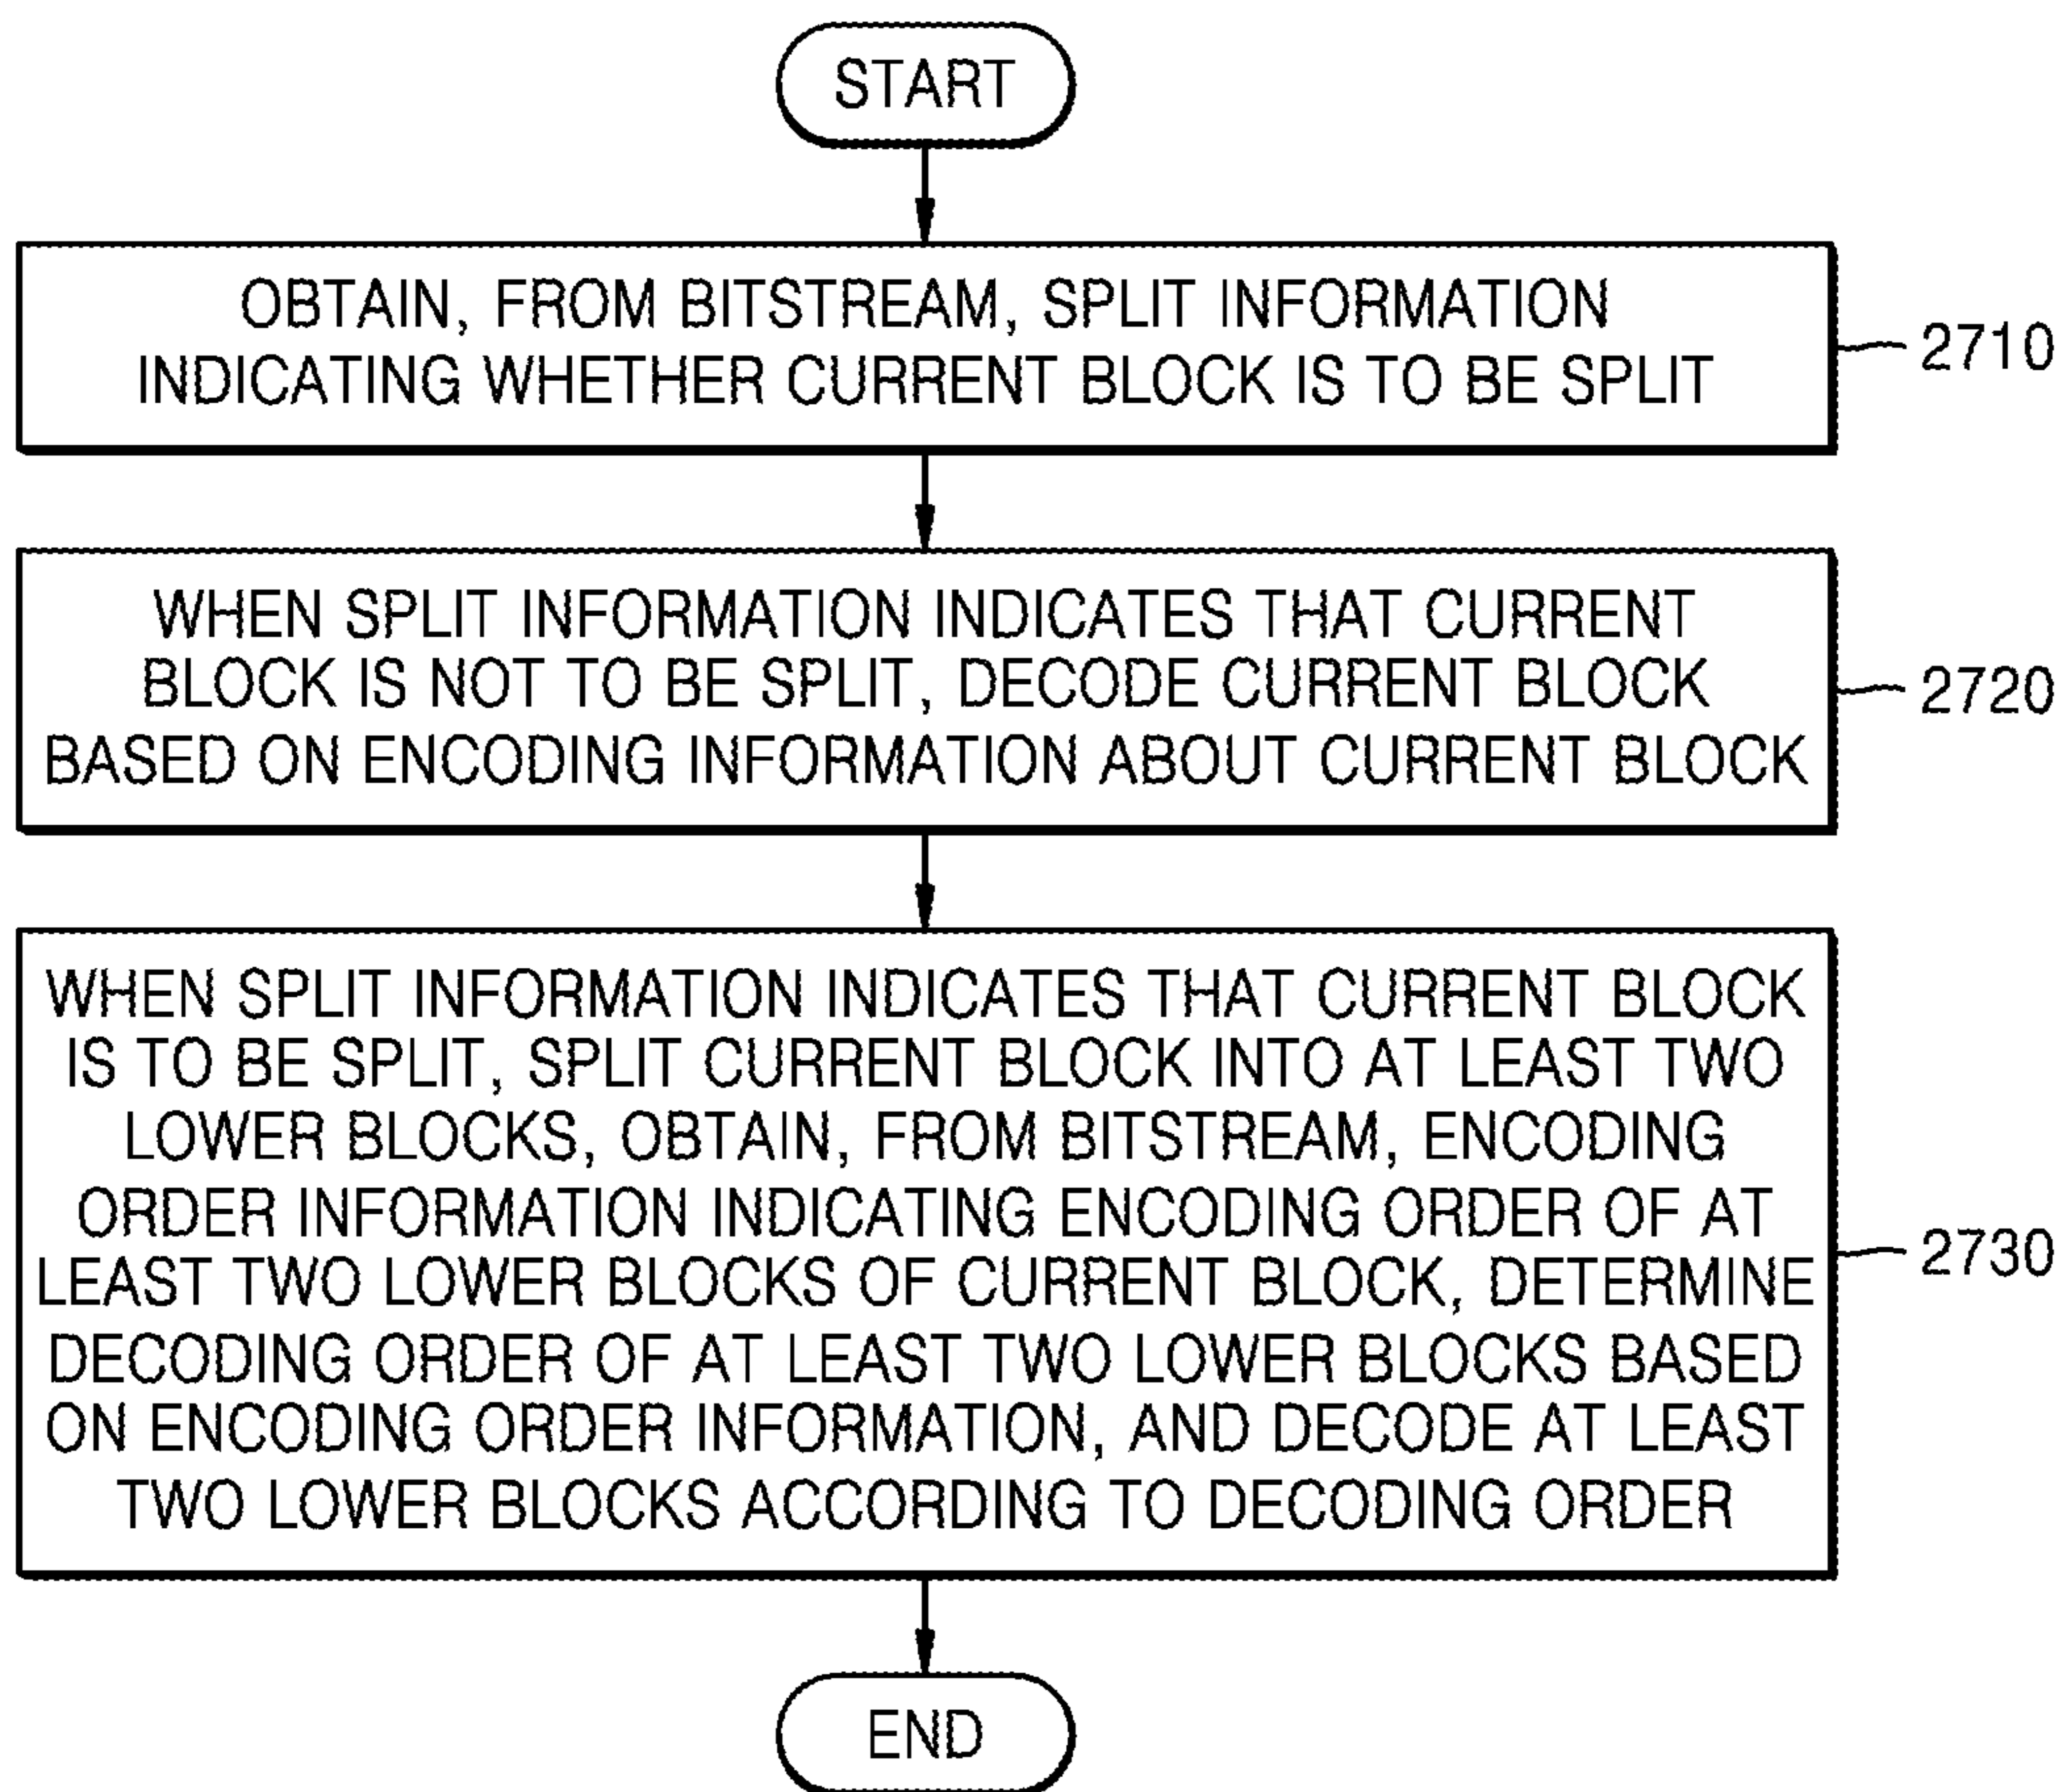 START
OBTAIN, FROM BITSTREAM, SPLIT INFORMATION
INDICATING WHETHER CURRENT BLOCK IS TO BE SPLIT
2710
WHEN SPLIT INFORMATION INDICATES THAT CURRENT
BLOCK IS NOT TO BE SPLIT, DECODE CURRENT BLOCK
BASED ON ENCODING INFORMATION ABOUT CURRENT BLOCK
2720
WHEN SPLIT INFORMATION INDICATES THAT CURRENT BLOCK
IS TO BE SPLIT, SPLIT CURRENT BLOCK INTO AT LEAST TWO
LOWER BLOCKS, OBTAIN, FROM BITSTREAM, ENCODING
ORDER INFORMATION INDICATING ENCODING ORDER OF AT
LEAST TWO LOWER BLOCKS OF CURRENT BLOCK, DETERMINE
DECODING ORDER OF AT LEAST TWO LOWER BLOCKS BASED
ON ENCODING ORDER INFORMATION, AND DECODE AT LEAST
TWO LOWER BLOCKS ACCORDING TO DECODING ORDER
2730
END